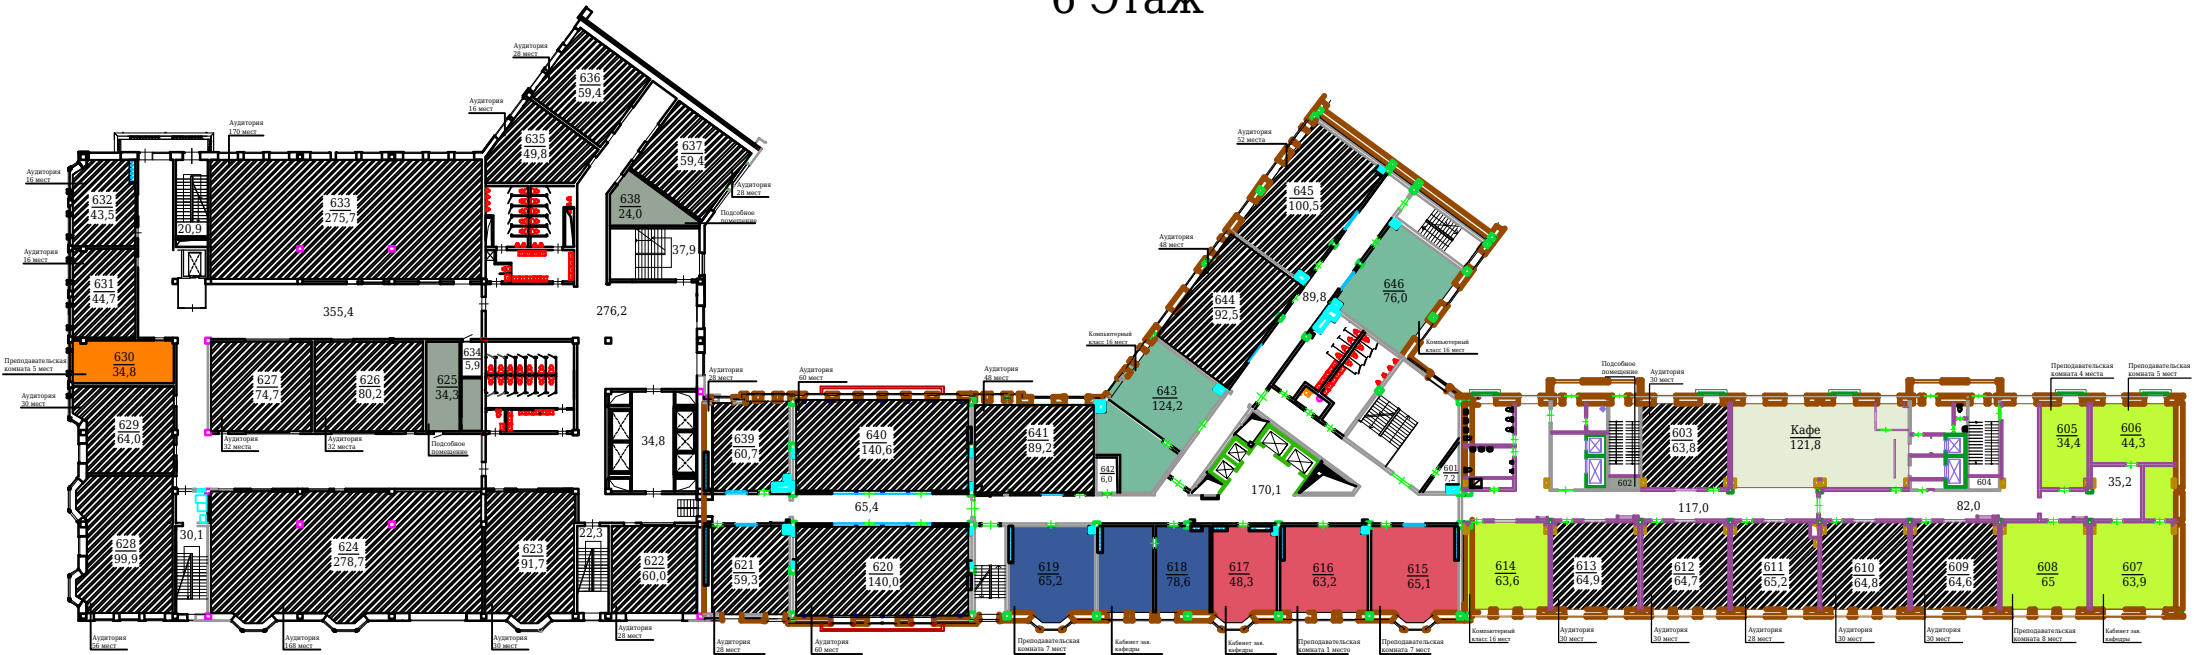 6 Этаж
Аудитория
28 мест
636
59,4
Аудитория
16 мест
635
49,8
Аудитория
170 мест
633
275,7
637
59,4
Аудитория
28 мест
638
24,0
Подсобное
помещение
37,9
Аудитория
16 мест
632
43,5
20,9
Аудитория
16 мест
631
44,7
355,4
276,2
Преподавательская
комната 5 мест
630
34,8
627
74,7
626
80,2
625
34,3
634
5,9
Аудитория
30 мест
629
64,0
Аудитория
32 места
Аудитория
32 места
Подсобное
помещение
34,8
628
99,9
30,1
624
278,7
623
91,7
22,3
622
60,0
Аудитория
56 мест
Аудитория
168 мест
Аудитория
30 мест
Аудитория
28 мест
Аудитория
28 мест
639
60,7
Аудитория
60 мест
640
140,6
Аудитория
48 мест
641
89,2
642
6,0
65,4
621
59,3
620
140,0
Аудитория
28 мест
Аудитория
60 мест
Аудитория
52 места
645
100,5
Аудитория
48 мест
644
92,5
89,8
646
76,0
Компьютерный
класс 16 мест
Компьютерный
класс 16 мест
643
124,2
170,1
601
7,2
619
65,2
618
78,6
617
48,3
616
63,2
615
65,1
Преподавательская
комната 7 мест
Кабинет зав.
кафедры
Кабинет зав.
кафедры
Преподавательская
комната 1 место
Преподавательская
комната 7 мест
Подсобное
помещение
602
Аудитория
30 мест
603
63,8
Кафе
121,8
604
Преподавательская
комната 4 места
605
34,4
Преподавательская
комната 5 мест
606
44,3
35,2
117,0
82,0
614
63,6
613
64,9
612
64,7
611
65,2
610
64,8
609
64,6
608
65
607
63,9
Компьютерный
класс 16 мест
Аудитория
30 мест
Аудитория
30 мест
Аудитория
28 мест
Аудитория
30 мест
Аудитория
30 мест
Преподавательская
комната 8 мест
Кабинет зав.
кафедры